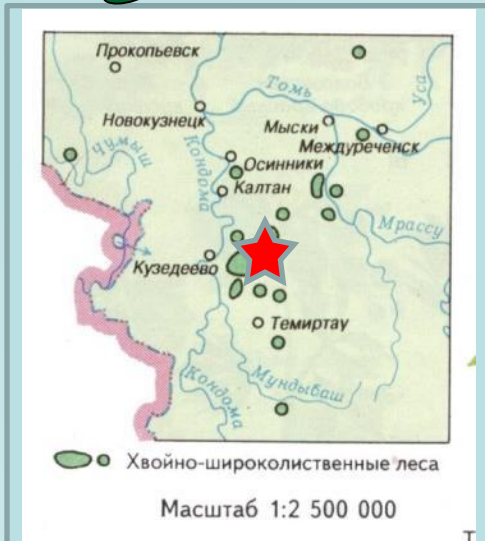 Прокопьевск
Томь
Уса
Новокузнецк
Мыски
Междуреченск
Чумыш
Кондома
Осинники
Калтан
Мрассу
Кузедеево
Темиртау
Кондома
Мундыбаш
Хвойно-широколиственные леса
Масштаб 1:2 500 000
Т